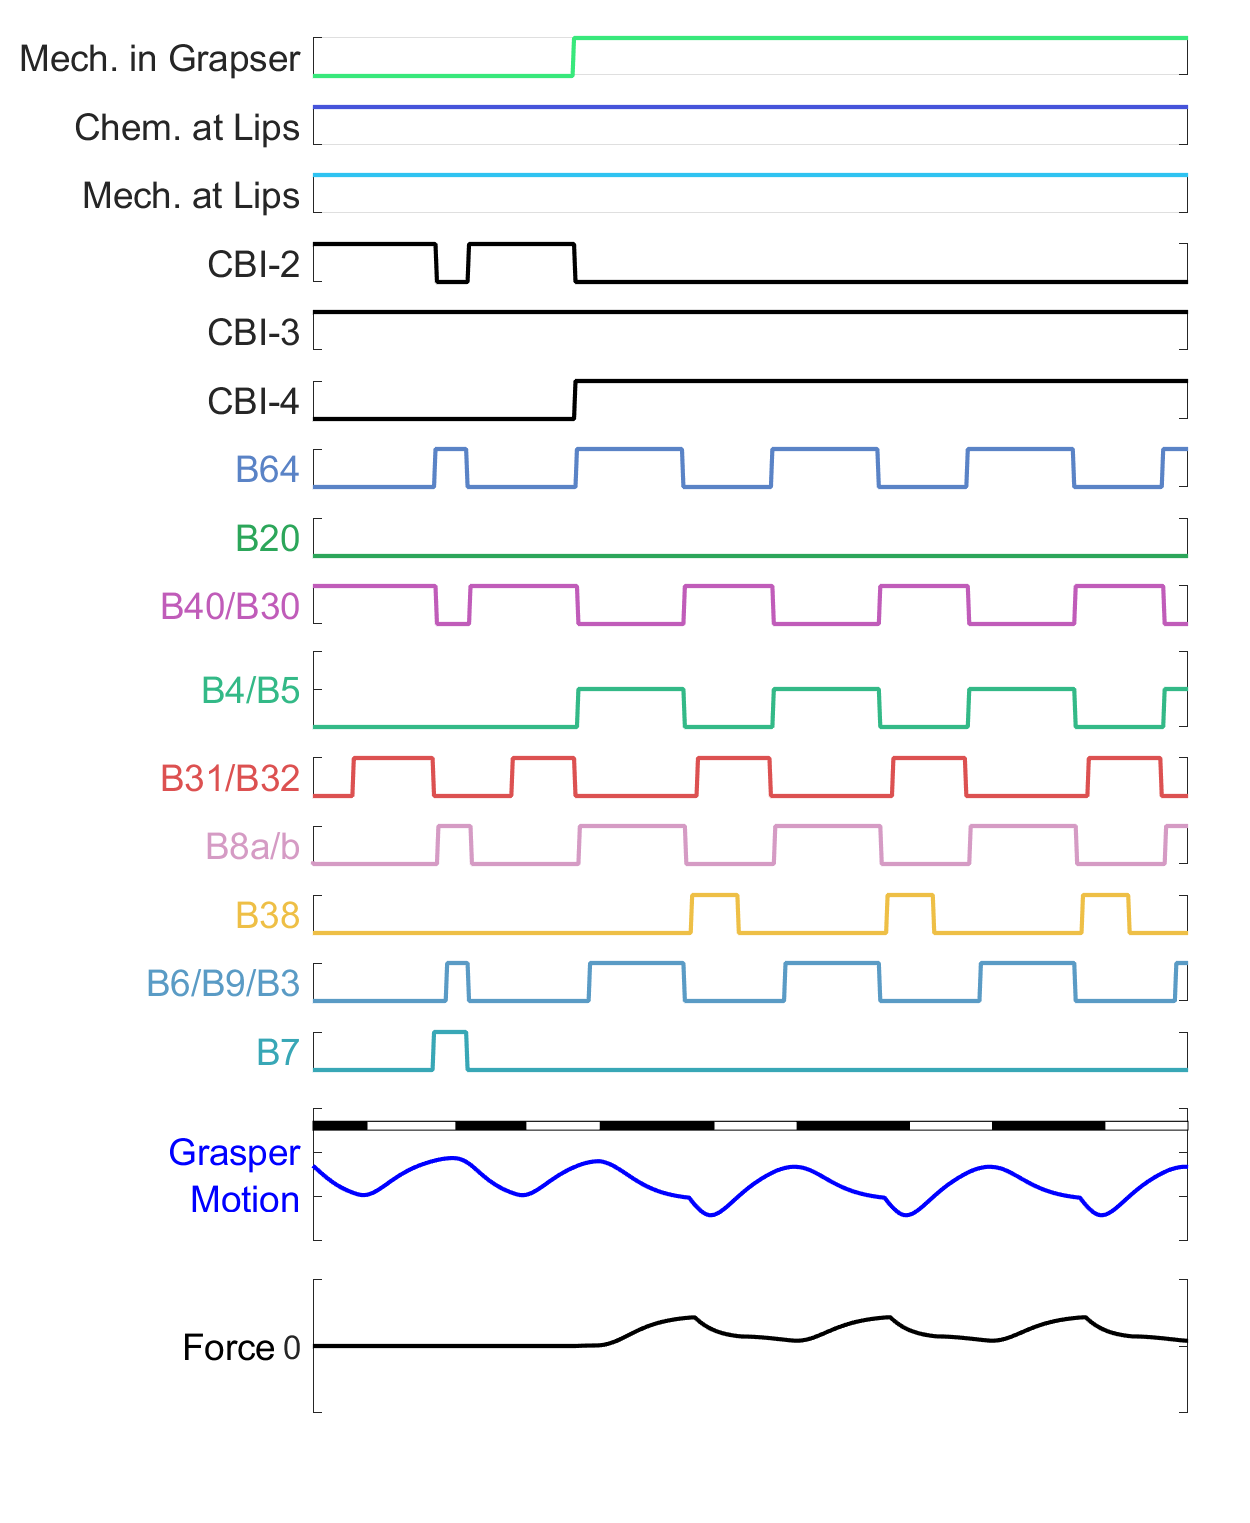 Mech. in Grapser
Chem. at Lips
Mech. at Lips
CBI-2
CBI-3
CBI-4
B64
B20
B40/B30
B4/B5
B31/B32
B8a/b
B38
B6/B9/B3
B7
Grasper
Motion
Force 0